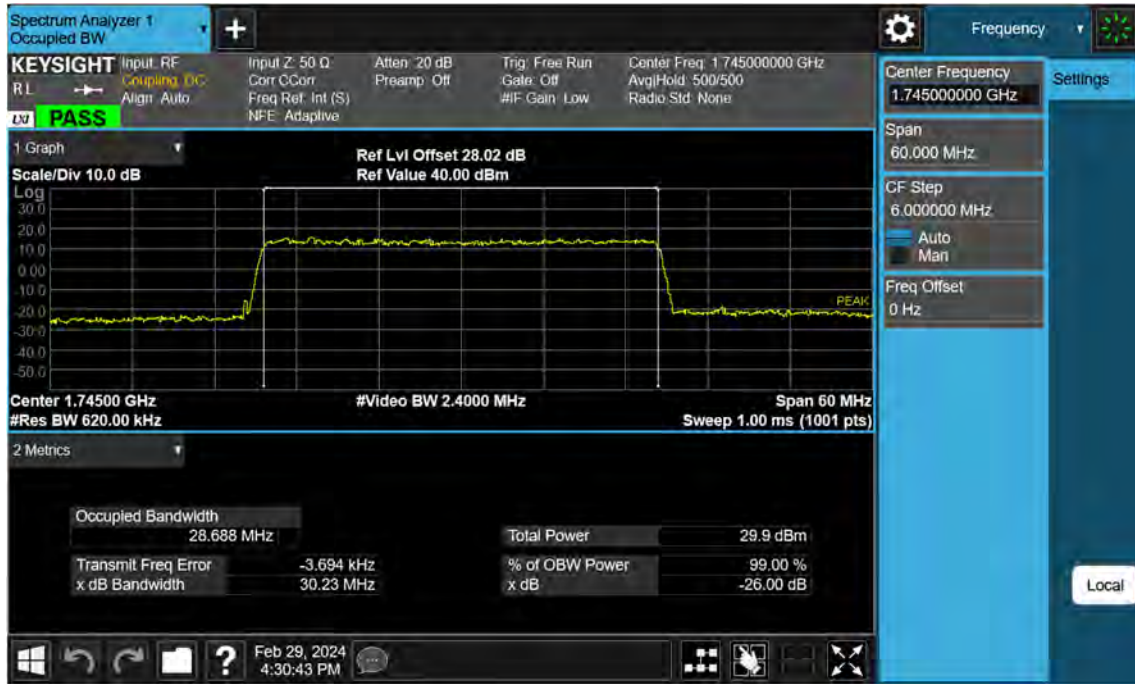 Spectrum Analyzer 1
Occupied BW
+
Frequency
KEYSIGHT
RL
LXI
PASS
Input: RF
Coupling: DC
Align: Auto
Input Z: 50 Ω
Corr CCorr
Freq Ref: Int (S)
NFE: Adaptive
Atten: 20 dB
Preamp: Off
Trig: Free Run
Gate: Off
#IF Gain: Low
Center Freq: 1.745000000 GHz
Avg|Hold: 500/500
Radio Std: None
1 Graph
Scale/Div 10.0 dB
Ref Lvl Offset 28.02 dB
Ref Value 40.00 dBm
Log
30.0
20.0
10.0
0.00
-10.0
-20.0
-30.0
-40.0
-50.0
PEAK
Center 1.74500 GHz
#Video BW 2.4000 MHz
Span 60 MHz
#Res BW 620.00 kHz
Sweep 1.00 ms (1001 pts)
2 Metrics
Occupied Bandwidth
28.688 MHz
Total Power 29.9 dBm
Transmit Freq Error -3.694 kHz
% of OBW Power 99.00 %
x dB Bandwidth 30.23 MHz
x dB -26.00 dB
?
Feb 29, 2024
4:30:43 PM
Center Frequency
1.745000000 GHz
Settings
Span
60.000 MHz
CF Step
6.000000 MHz
Auto
Man
Freq Offset
0 Hz
Local